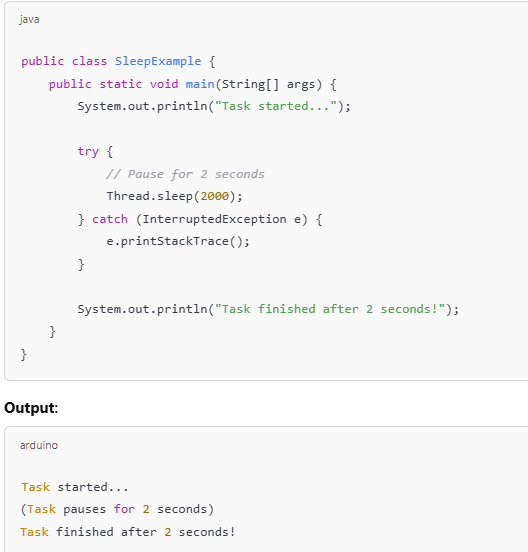 java
public class SleepExample {
    public static void main(String[] args) {
        System.out.println("Task started...");
        try {
            // Pause for 2 seconds
            Thread.sleep(2000);
        } catch (InterruptedException e) {
            e.printStackTrace();
        }
        System.out.println("Task finished after 2 seconds!");
    }
}
Output:
arduino
Task started...
(Task pauses for 2 seconds)
Task finished after 2 seconds!